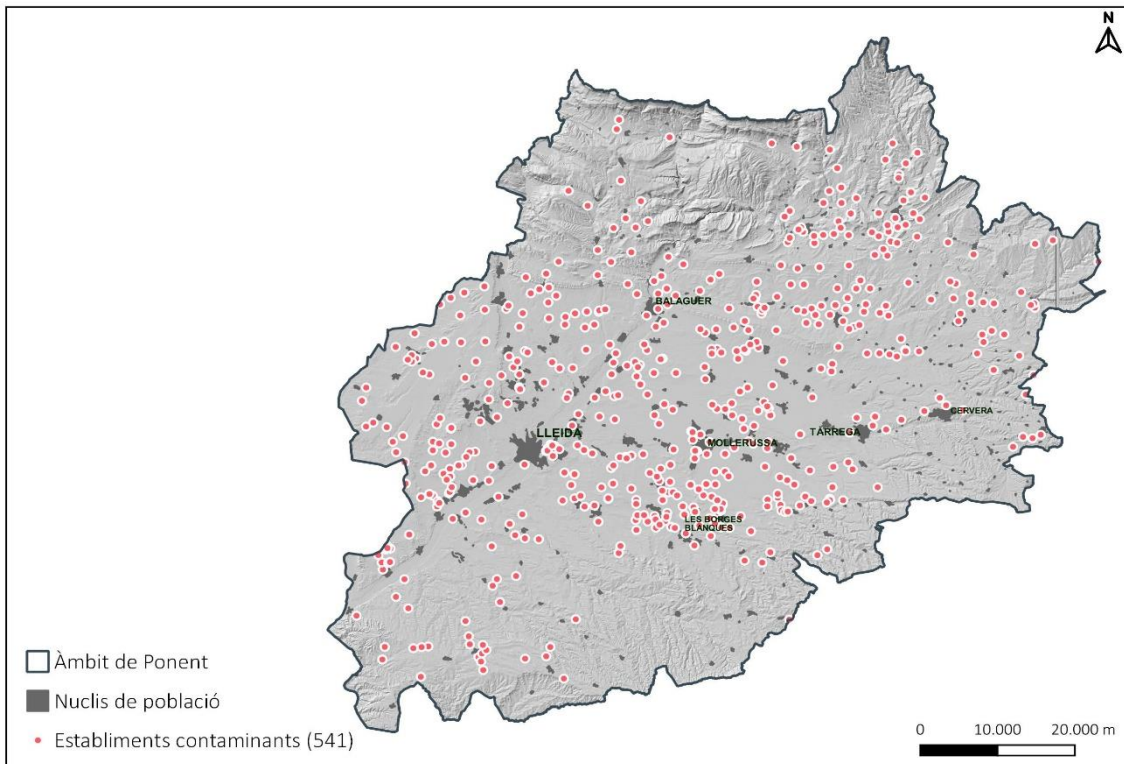 N
BALAGUER
CERVERA
LLEIDA
TÀRREGA
MOLLERUSSA
LES BORGES
BLANQUES
Àmbit de Ponent
Nuclis de població
Establiments contaminants (541)
0 10.000 20.000 m